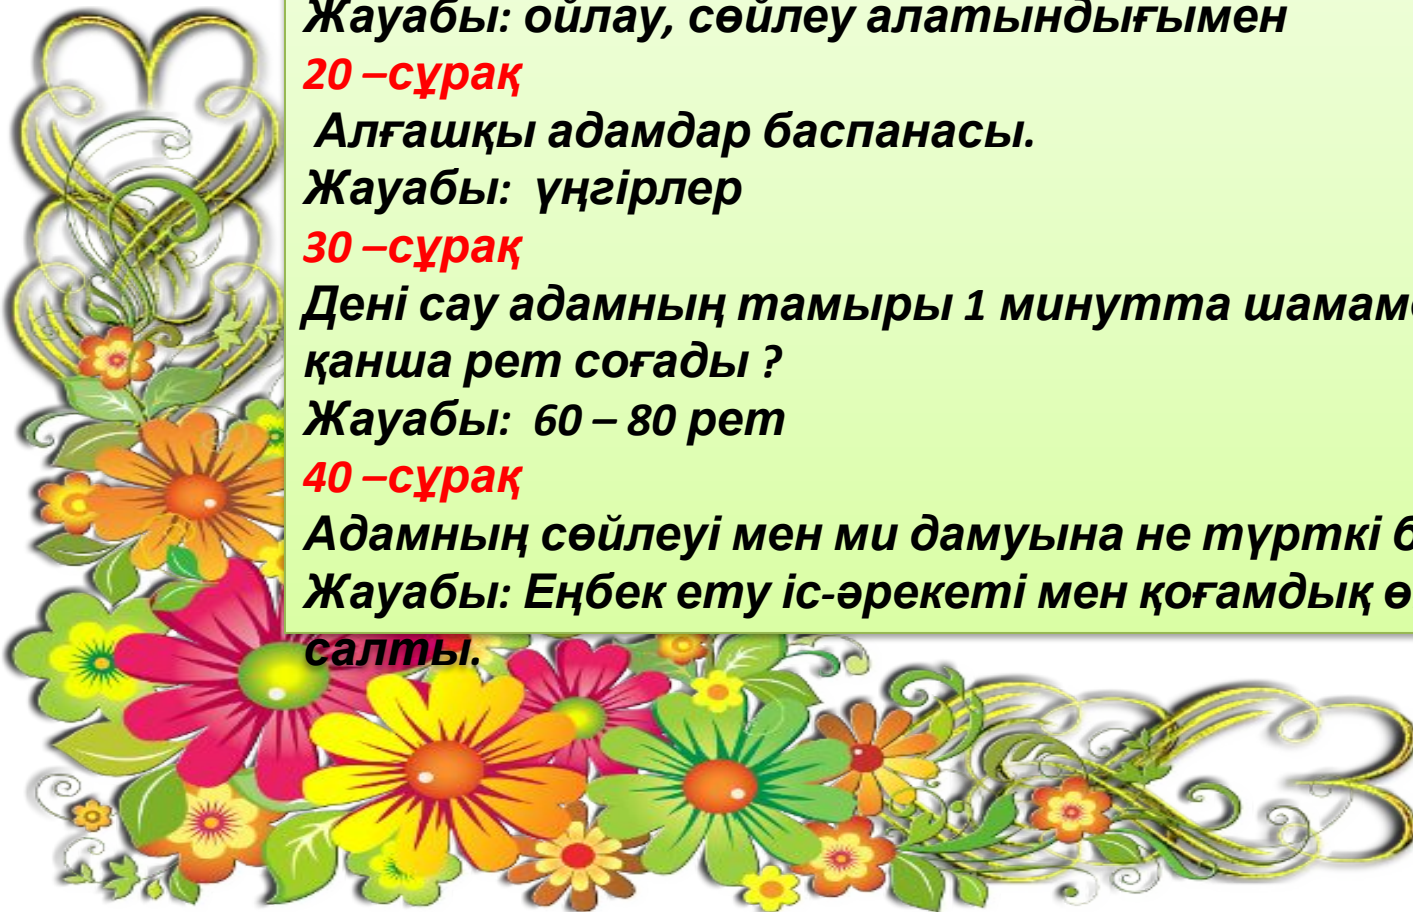 Жауабы: ойлау, сөйлеу алатындығымен
20 –сұрақ
Алғашқы адамдар баспанасы.
Жауабы: үңгірлер
30 –сұрақ
Дені сау адамның тамыры 1 минутта
қанша рет соғады ?
Жауабы: 60 – 80 рет
40 –сұрақ
Адамның сөйлеуі мен ми дамуына не түрткі
Жауабы: Еңбек ету іс-әрекеті мен қоғамдық
салты.